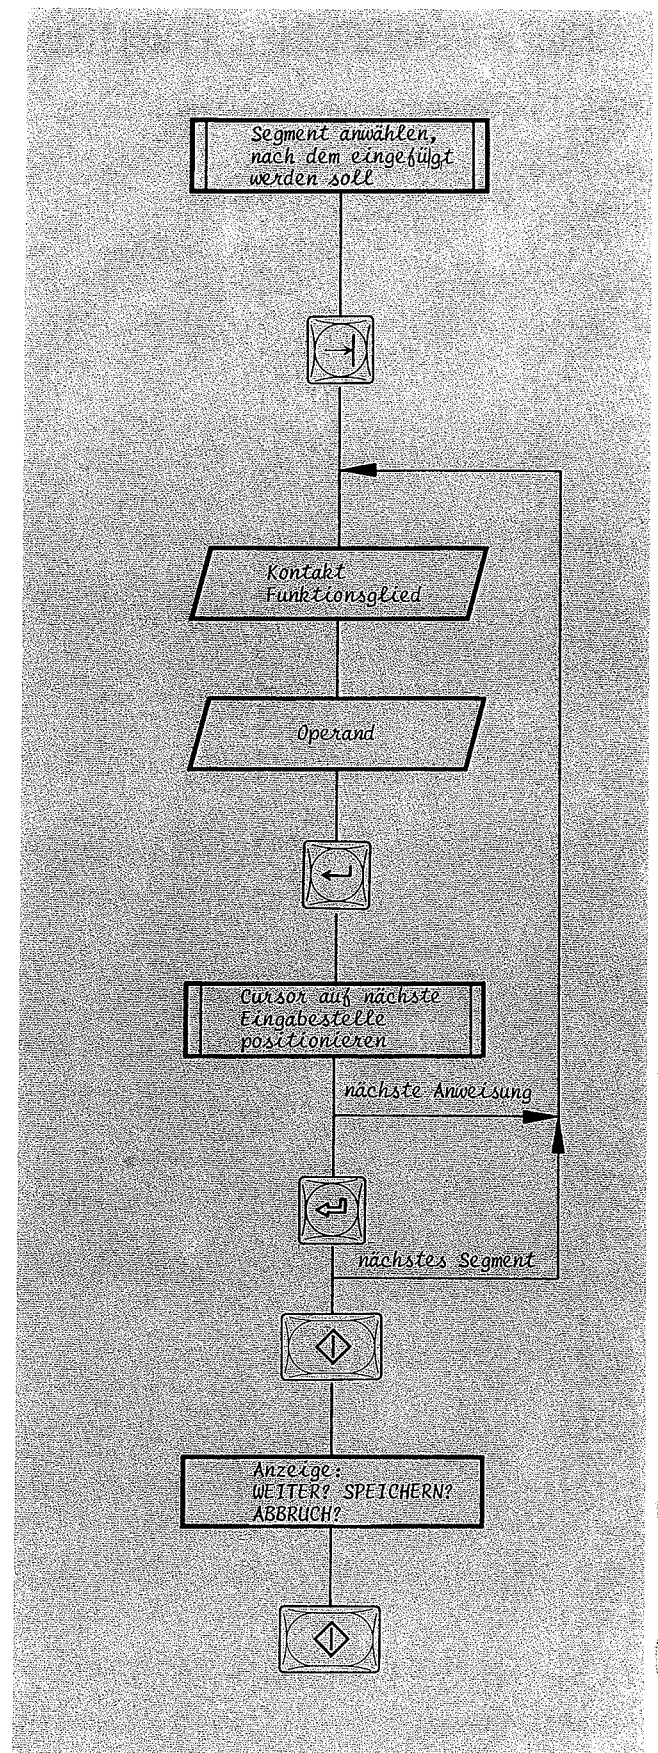 Segment anwählen,
nach dem eingefügt
werden soll
Kontakt
Funktionsglied
Operand
Cursor auf nächste
Eingabestelle
positionieren
nächste Anweisung
nächstes Segment
Anzeige:
WEITER? SPEICHERN?
ABBRUCH?